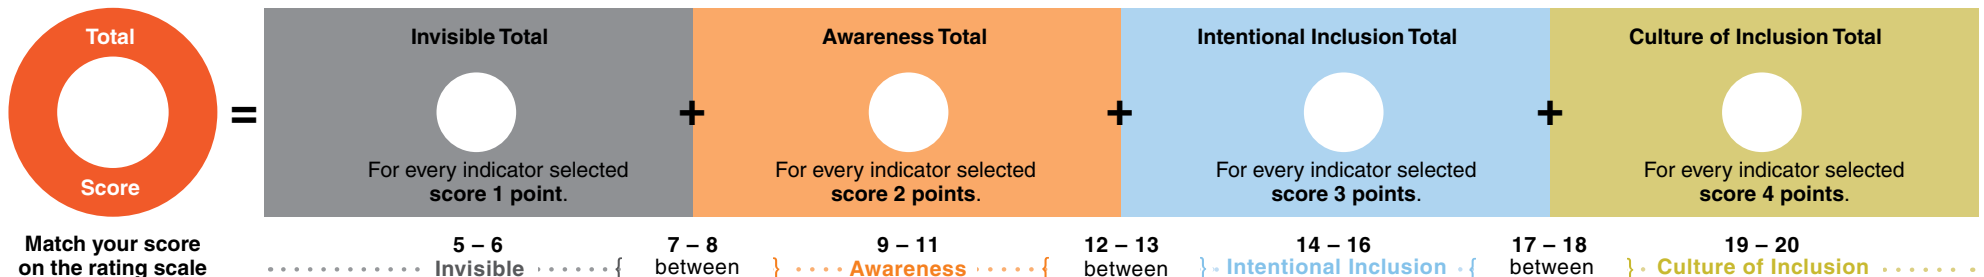 Total
Score
=
Invisible Total
For every indicator selected
score 1 point.
+
Awareness Total
For every indicator selected
score 2 points.
+
Intentional Inclusion Total
For every indicator selected
score 3 points.
+
Culture of Inclusion Total
For every indicator selected
score 4 points.
Match your score
on the rating scale
5 – 6
Invisible
7 – 8
between
9 – 11
Awareness
12 – 13
between
14 – 16
Intentional Inclusion
17 – 18
between
19 – 20
Culture of Inclusion